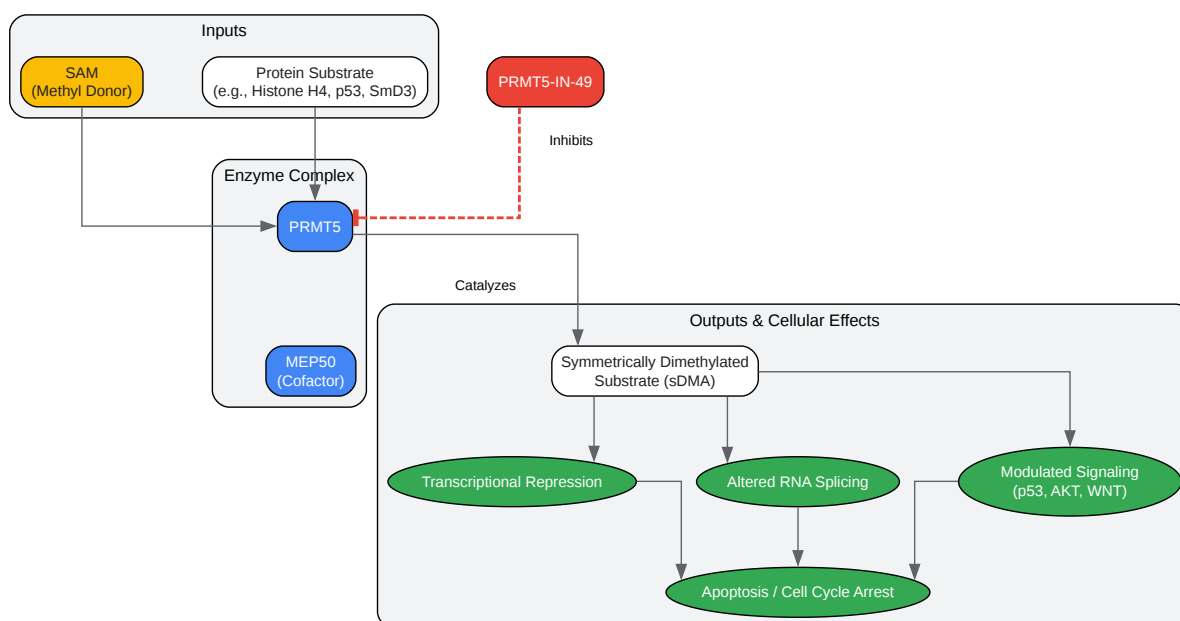 Inputs
SAM
(Methyl Donor)
Protein Substrate
(e.g., Histone H4, p53, SmD3)
PRMT5-IN-49
Inhibits
Enzyme Complex
PRMT5
Catalyzes
MEP50
(Cofactor)
Outputs & Cellular Effects
Symmetrically Dimethylated
Substrate (sDMA)
Transcriptional Repression
Altered RNA Splicing
Modulated Signaling
(p53, AKT, WNT)
Apoptosis / Cell Cycle Arrest